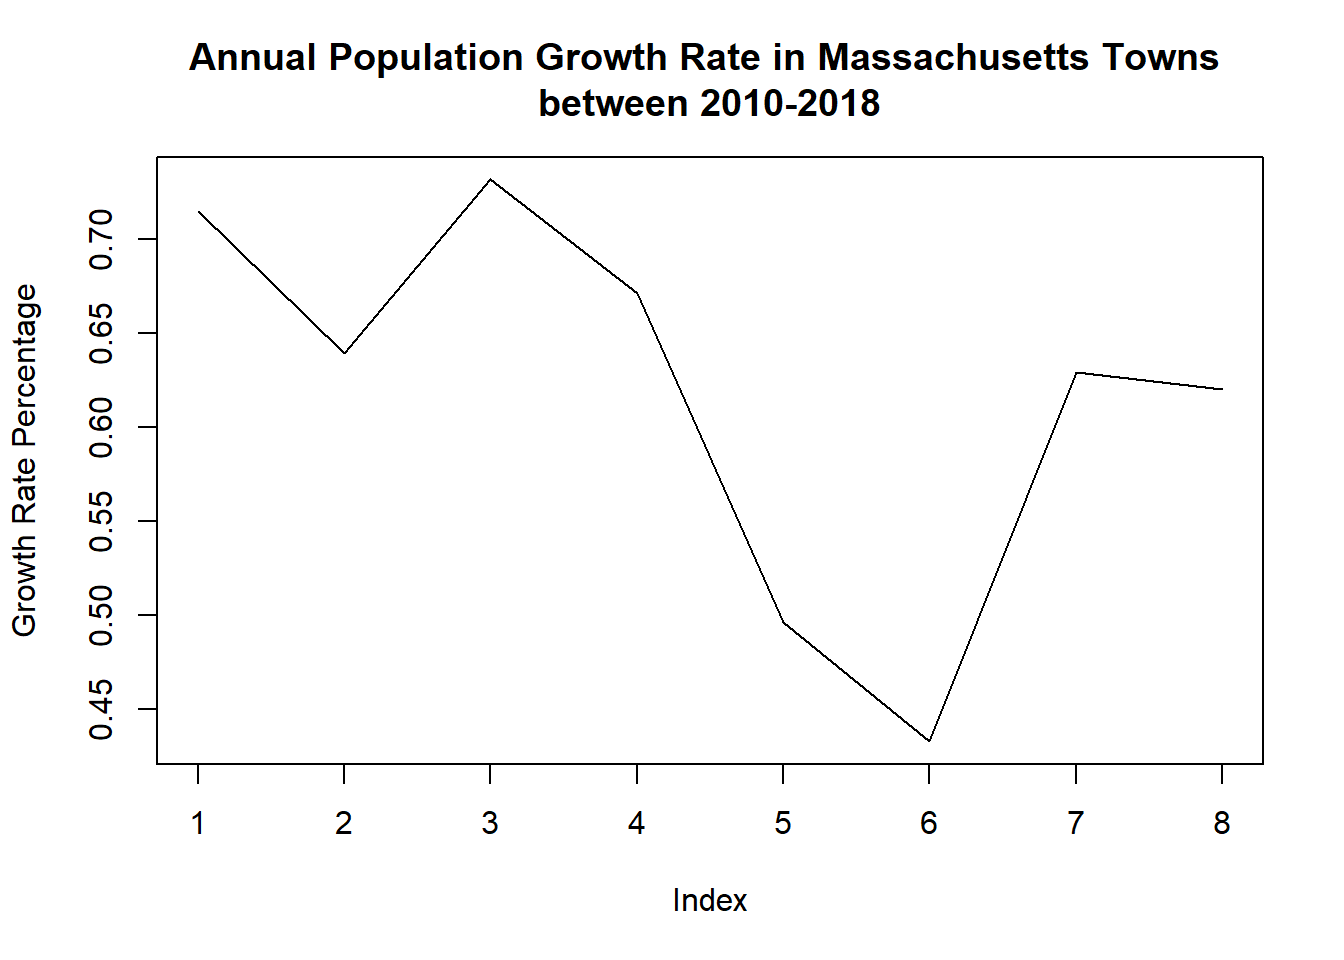 Annual Population Growth Rate in Massachusetts Towns
between 2010-2018
Growth Rate Percentage
0.70
0.65
0.60
0.55
0.50
0.45
1 2 3 4 5 6 7 8
Index